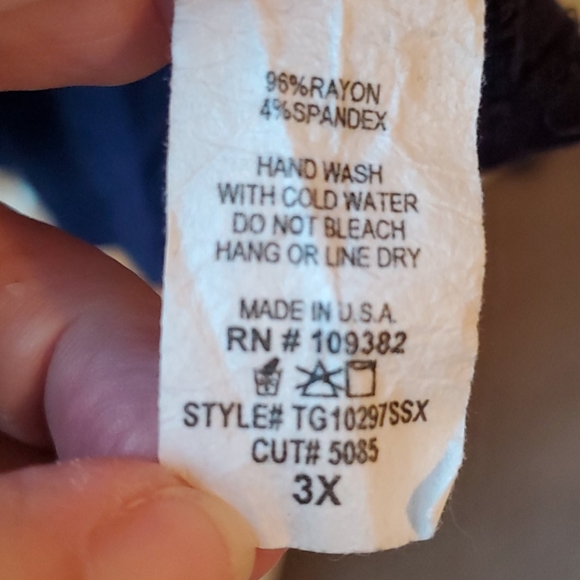 96%RAYON
4%SPANDEX
HAND WASH
WITH COLD WATER
DO NOT BLEACH
HANG OR LINE DRY
MADE IN U.S.A.
RN # 109382
STYLE# TG10297SSX
CUT# 5085
3X